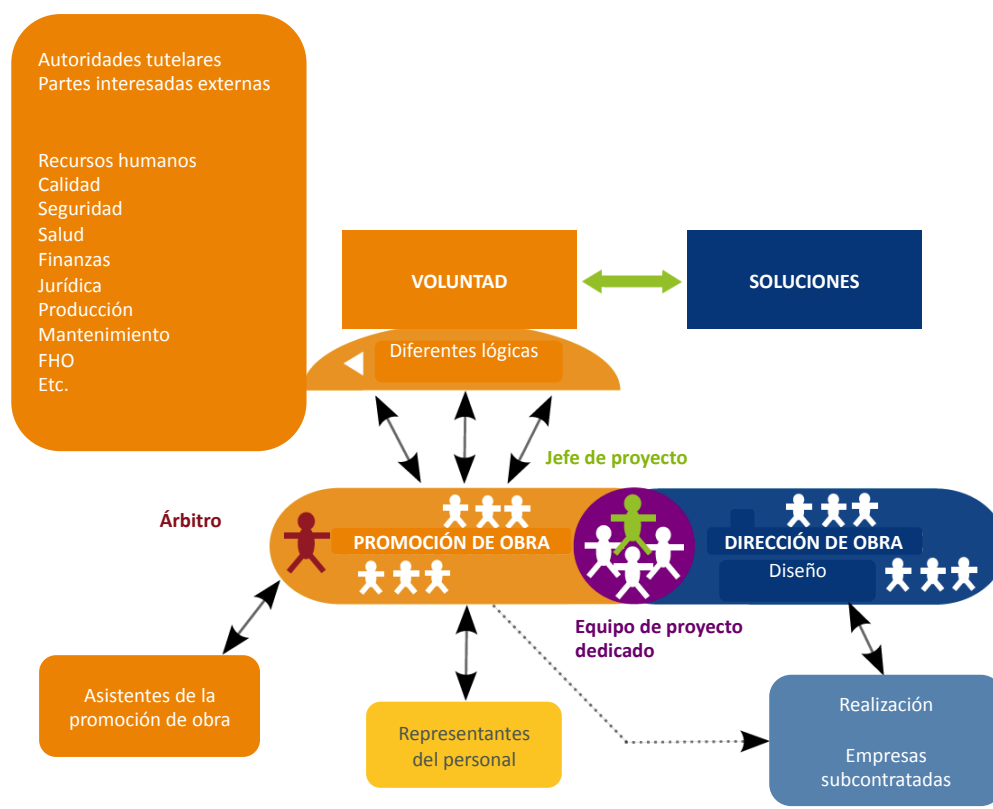 Autoridades tutelares
Partes interesadas externas
Recursos humanos
Calidad
Seguridad
Salud
Finanzas
Jurídica
Producción
Mantenimiento
FHO
Etc.
VOLUNTAD
SOLUCIONES
Diferentes lógicas
Jefe de proyecto
Árbitro
PROMOCIÓN DE OBRA
DIRECCIÓN DE OBRA
Diseño
Equipo de proyecto
dedicado
Asistentes de la
promoción de obra
Representantes
del personal
Realización
Empresas
subcontratadas